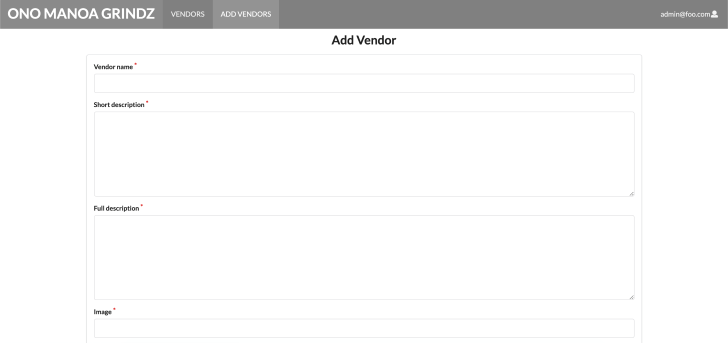 ONO MANOA GRINDZ VENDORS ADD VENDORS admin@foo.com
Add Vendor
Vendor name *
Short description *
Full description *
Image *